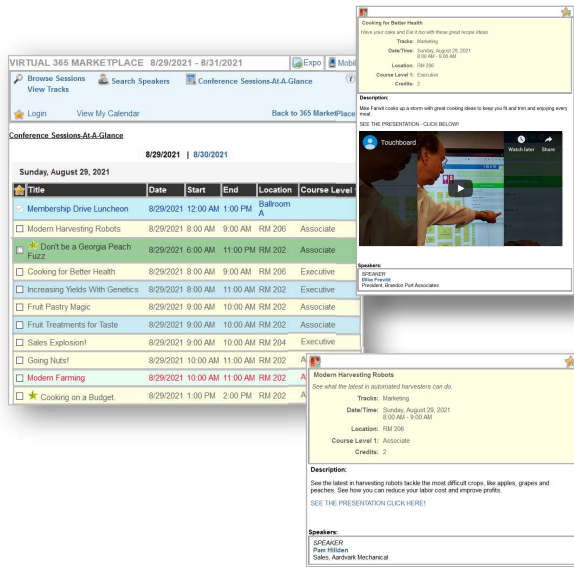 VIRTUAL 365 MARKETPLACE 8/29/2021 - 8/31/2021
Expo
Mobil
Browse Sessions
Search Speakers
Conference Sessions-At-A-Glance
View Tracks
Login
View My Calendar
Back to 365 MarketPlace
Conference Sessions-At-A-Glance
8/29/2021 | 8/30/2021
Sunday, August 29, 2021
Title Date Start End Location Course Level
Membership Drive Luncheon 8/29/2021 12:00 AM 1:00 PM Ballroom A
Modern Harvesting Robots 8/29/2021 8:00 AM 9:00 AM RM 206 Associate
Don't be a Georgia Peach Fuzz 8/29/2021 6:00 AM 11:00 PM RM 202 Associate
Cooking for Better Health 8/29/2021 8:00 AM 9:00 AM RM 206 Executive
Increasing Yields With Genetics 8/29/2021 8:00 AM 11:00 AM RM 202 Executive
Fruit Pastry Magic 8/29/2021 9:00 AM 10:00 AM RM 202 Associate
Fruit Treatments for Taste 8/29/2021 9:00 AM 10:00 AM RM 202 Associate
Sales Explosion! 8/29/2021 9:00 AM 10:00 AM RM 204 Executive
Going Nuts! 8/29/2021 10:00 AM 11:00 AM RM 202 A
Modern Farming 8/29/2021 10:00 AM 11:00 AM RM 202 A
Cooking on a Budget. 8/29/2021 1:00 PM 2:00 PM RM 202 A
Cooking for Better Health
Have your cake and Eat it too with these great recipe ideas
Tracks: Marketing
Date/Time: Sunday, August 29, 2021
8:00 AM - 9:00 AM
Location: RM 206
Course Level 1: Executive
Credits: 2
Description:
Mike Fanvit cooks up a storm with great cooking ideas to keep you fit and trim and enjoying every
meal.
SEE THE PRESENTATION - CLICK BELOW!
Touchboard
Watch later Share
Speakers:
SPEAKER
Mike Frevitt
President, Brandon Port Associates
Modern Harvesting Robots
See what the latest in automated harvesters can do.
Tracks: Marketing
Date/Time: Sunday, August 29, 2021
8:00 AM - 9:00 AM
Location: RM 206
Course Level 1: Associate
Credits: 2
Description:
See the latest in harvesting robots tackle the most difficult crops, like apples, grapes and
peaches. See how you can reduce your labor cost and improve profits.
SEE THE PRESENTATION CLICK HERE!
Speakers:
SPEAKER
Pam Hillden
Sales, Aardvark Mechanical